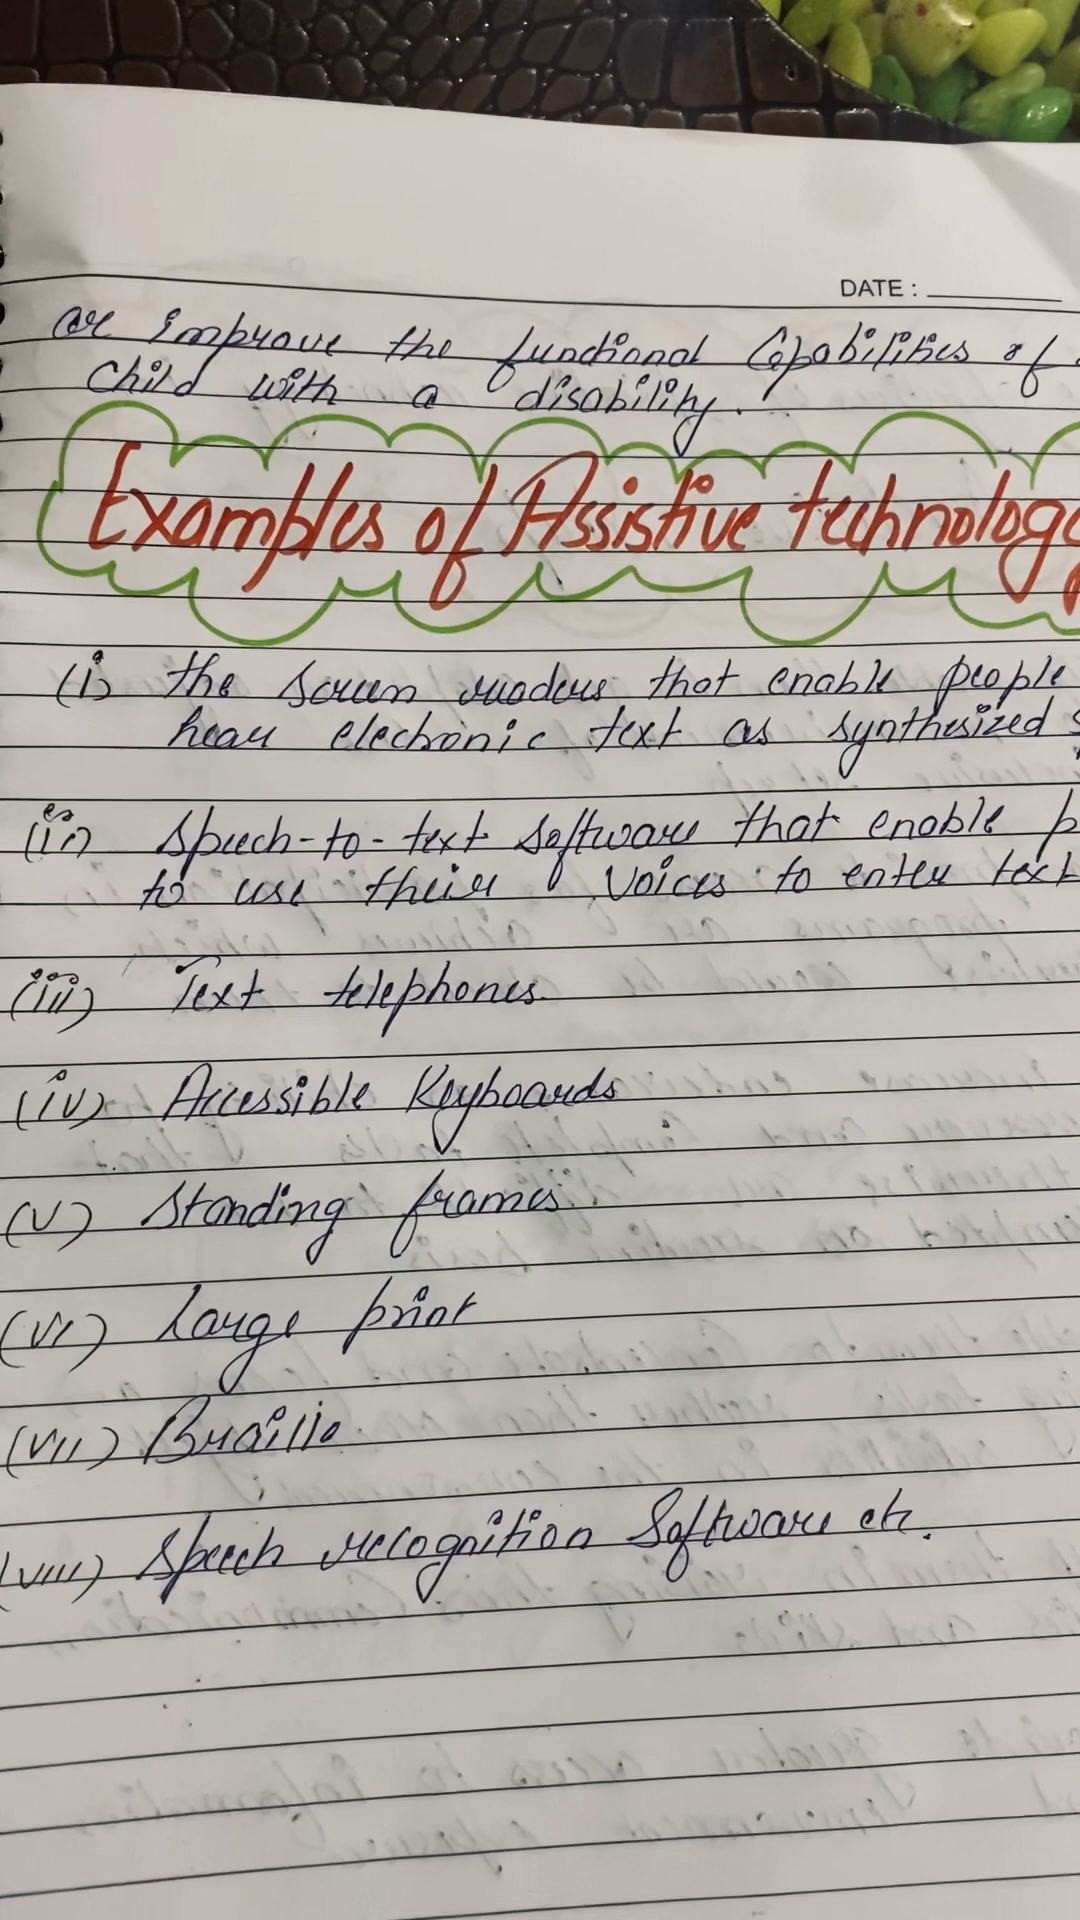 DATE :
or improve the functional Capabilities of
child with a disability.
Examples of Assistive technology
(i) the Screen readers that enable people
hear electronic text as synthesized
(ii) Speech-to-text Software that enable
to use their Voices to enter text
(iii) Text telephones.
(iv) Accessible Keyboards
(v) Standing frames.
(vi) Large print
(vii) Braille
(viii) Speech recognition Software etc.